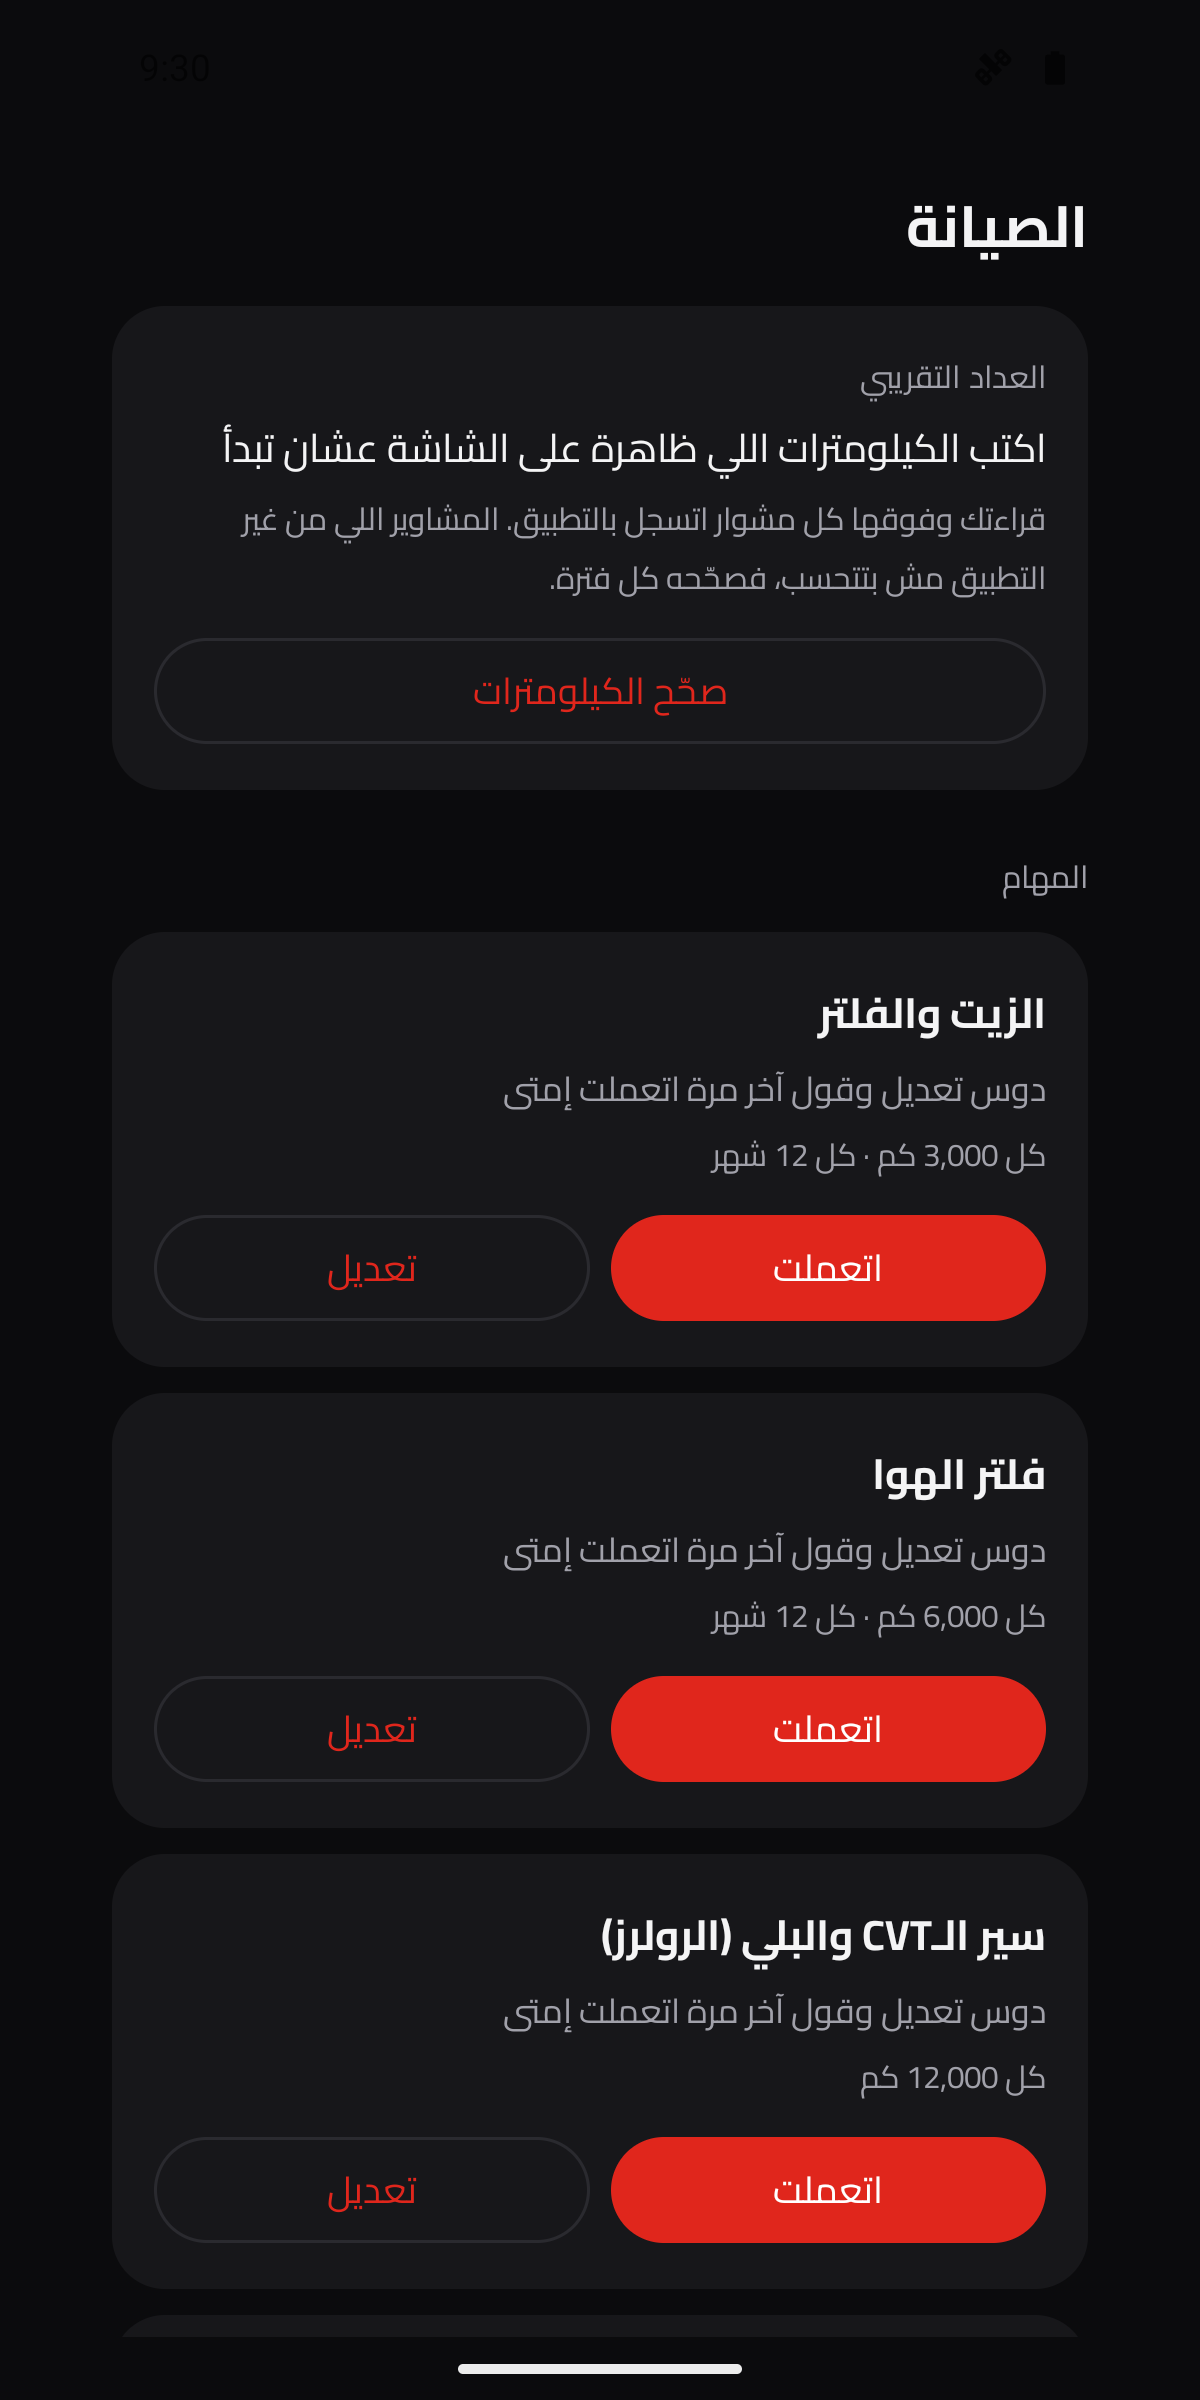 9:30
الصيانة
العداد التقريبي
اكتب الكيلومترات اللي ظاهرة على الشاشة عشان تبدأ
قراءتك وفوقها كل مشوار اتسجل بالتطبيق. المشاوير اللي من غير
التطبيق مش بتتحسب، فصحّحه كل فترة.
صحّح الكيلومترات
المهام
الزيت والفلتر
دوس تعديل وقول آخر مرة اتعملت إمتى
كل 3,000 كم · كل 12 شهر
اتعملت
تعديل
فلتر الهوا
دوس تعديل وقول آخر مرة اتعملت إمتى
كل 6,000 كم · كل 12 شهر
اتعملت
تعديل
سير الـCVT والبلي (الرولرز)
دوس تعديل وقول آخر مرة اتعملت إمتى
كل 12,000 كم
اتعملت
تعديل